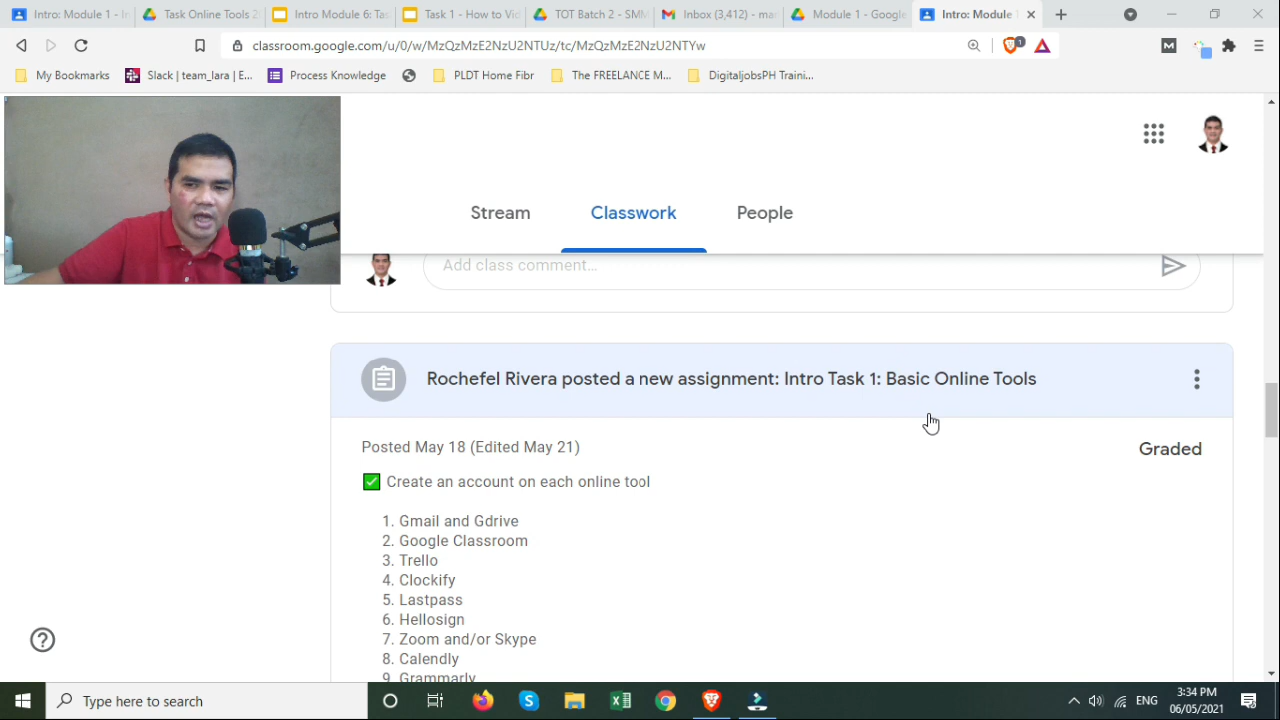 Intro: Module 1 - In
Task Online Tools 2
Intro Module 6: Tas
Task 1 - How to Vid
TOT Batch 2 - SMM
Inbox (3,412) - ma
Module 1 - Google
Intro: Module 1
classroom.google.com/u/0/w/MzQzMzE2NzU2NTUz/tc/MzQzMzE2NzU2NTYw
1
M
My Bookmarks
Slack | team_lara | E...
Process Knowledge
PLDT Home Fibr
The FREELANCE M...
DigitaljobsPH Traini...
Stream
Classwork
People
Add class comment...
Rochefel Rivera posted a new assignment: Intro Task 1: Basic Online Tools
Posted May 18 (Edited May 21)
Graded
Create an account on each online tool
1. Gmail and Gdrive
2. Google Classroom
3. Trello
4. Clockify
5. Lastpass
6. Hellosign
7. Zoom and/or Skype
8. Calendly
9. Grammarly
Type here to search
ENG
3:34 PM
06/05/2021